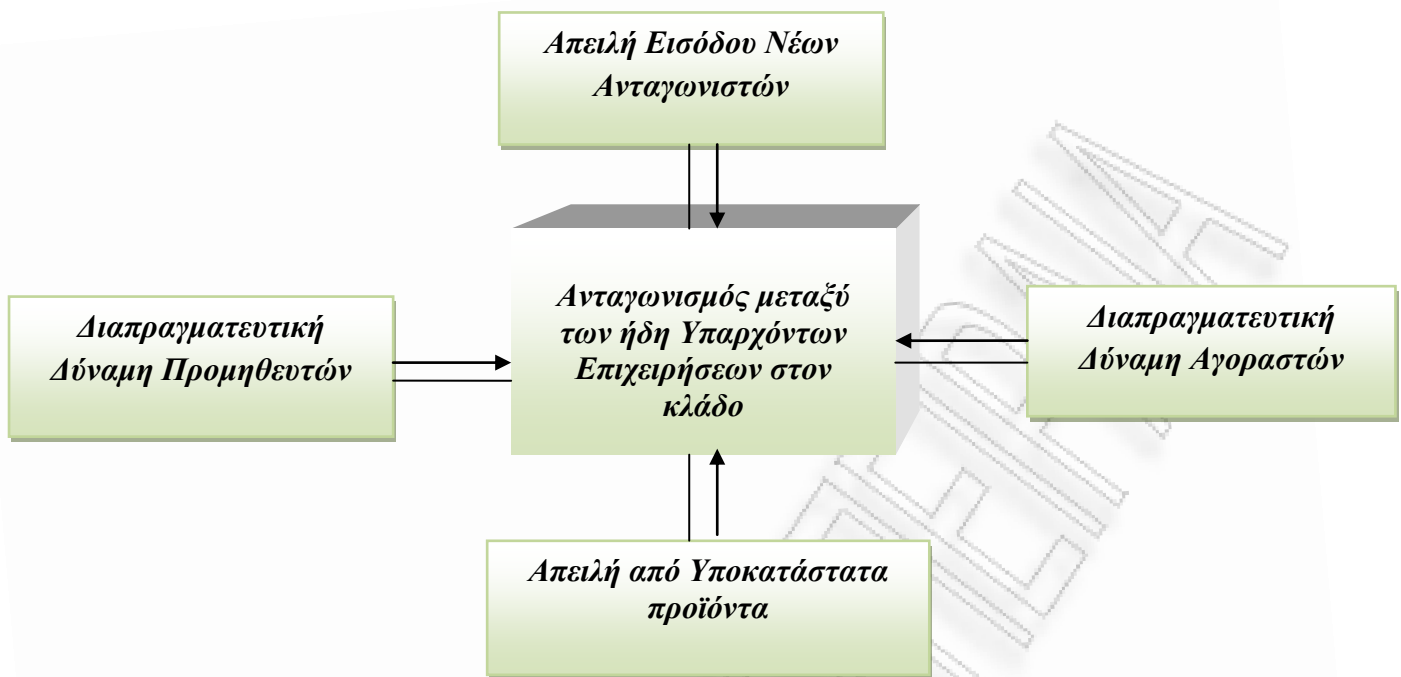 Απειλή Εισόδου Νέων
Ανταγωνιστών
Ανταγωνισμός μεταξύ
των ήδη Υπαρχόντων
Επιχειρήσεων στον
κλάδο
Διαπραγματευτική
Δύναμη Προμηθευτών
Διαπραγματευτική
Δύναμη Αγοραστών
Απειλή από Υποκατάστατα
προϊόντα